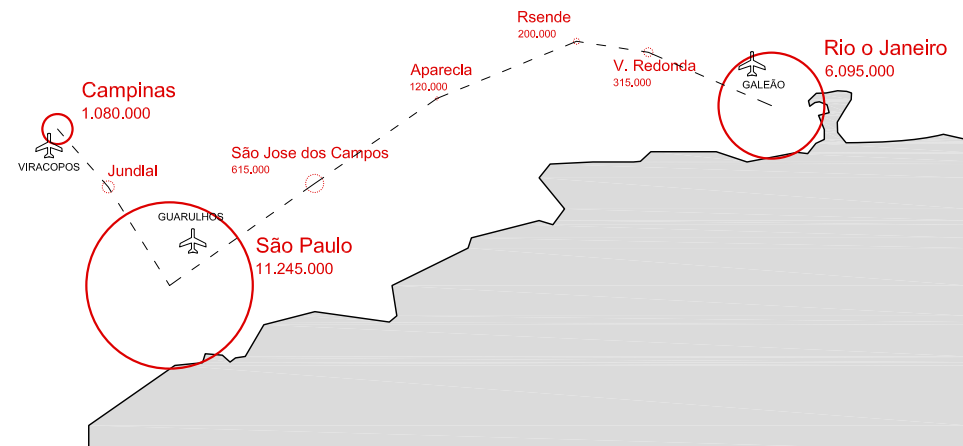 Rsende
200.000
Rio o Janeiro
6.095.000
V. Redonda
315.000
GALEÃO
Aparecla
120.000
Campinas
1.080.000
VIRACOPOS
Jundlal
São Jose dos Campos
615.000
GUARULHOS
São Paulo
11.245.000